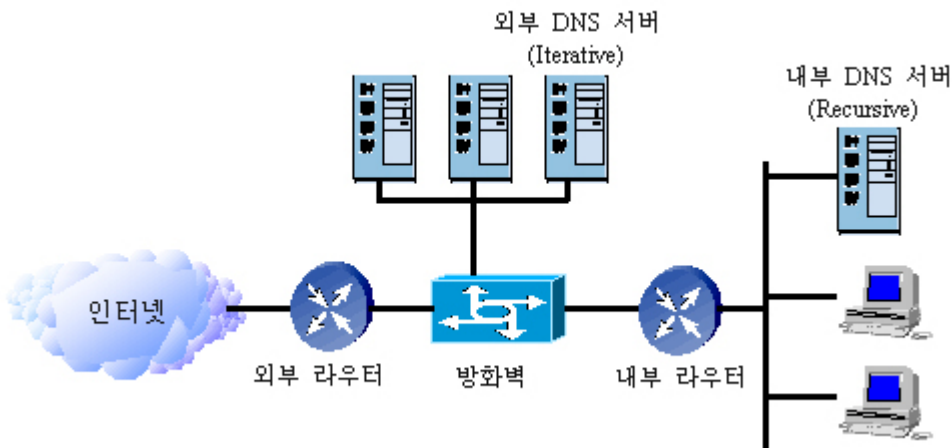 외부 DNS 서버
(Iterative)
내부 DNS 서버
(Recursive)
인터넷
외부 라우터
방화벽
내부 라우터